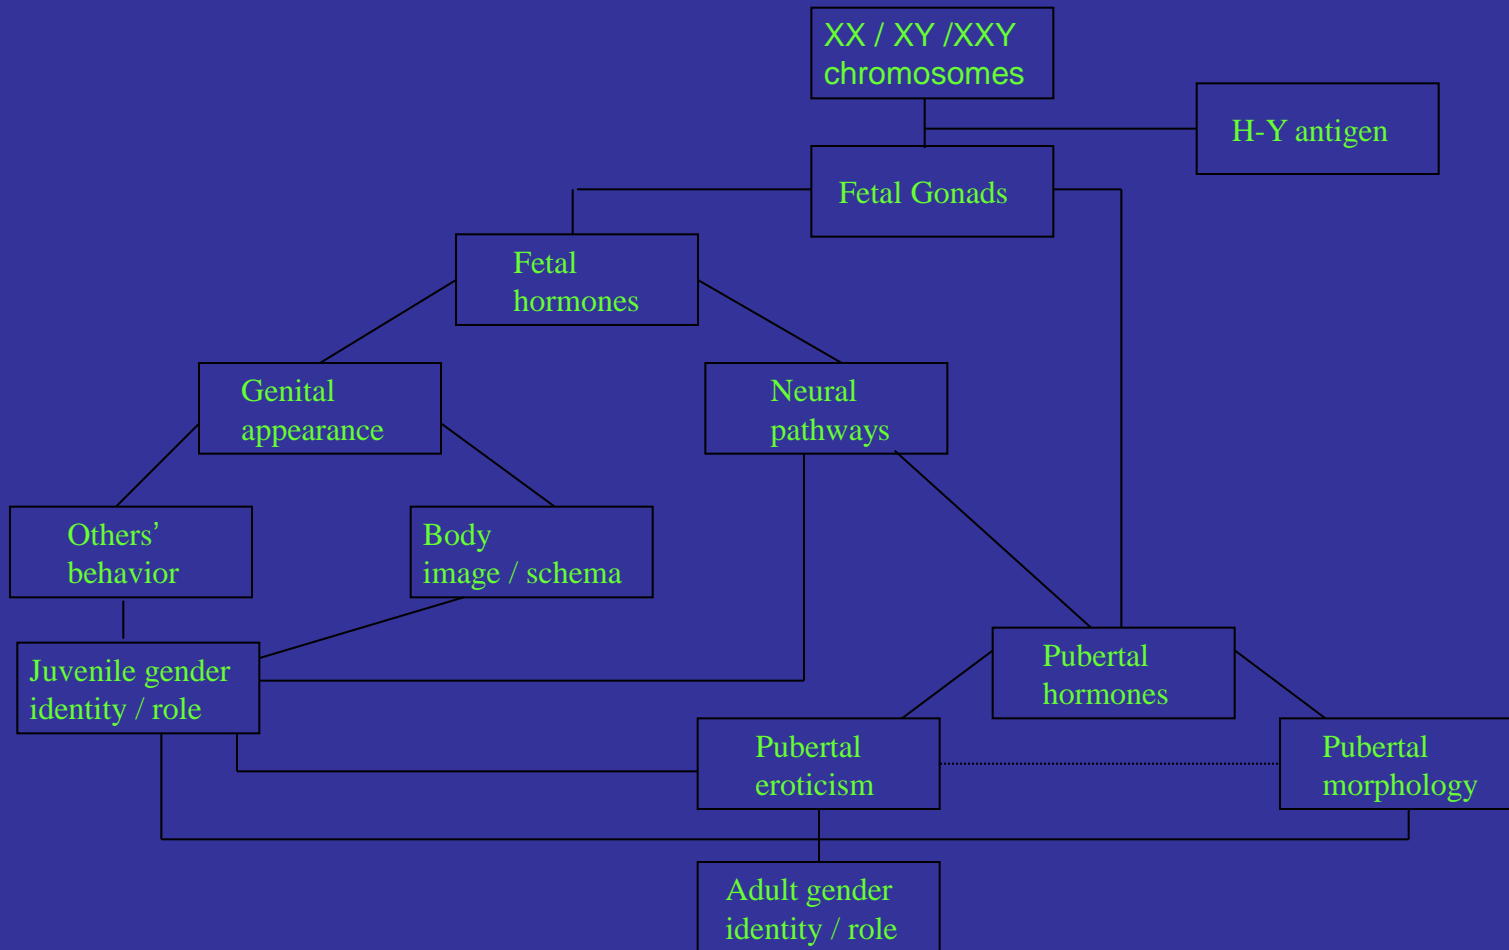 XX / XY /XXY
chromosomes
H-Y antigen
Fetal Gonads
Fetal
hormones
Genital
appearance
Neural
pathways
Others’
behavior
Body
image / schema
Juvenile gender
identity / role
Pubertal
hormones
Pubertal
eroticism
Pubertal
morphology
Adult gender
identity / role